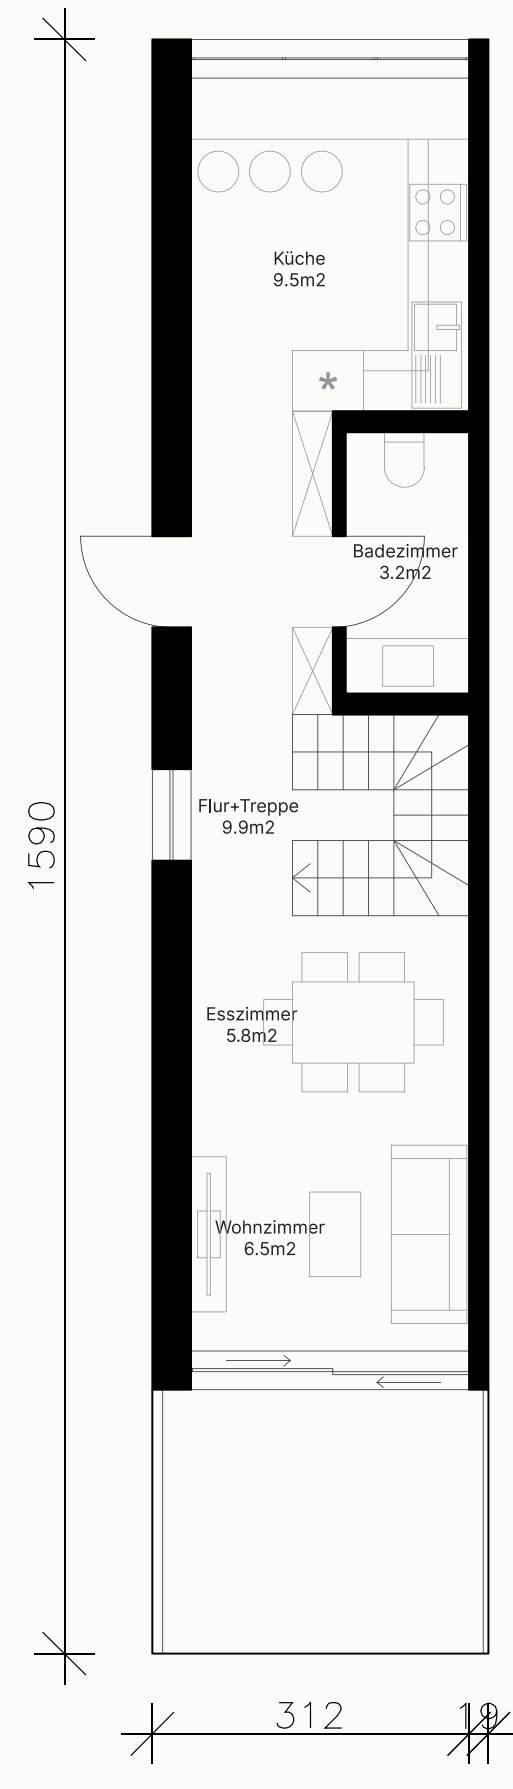 Küche
9.5m2
*
Badezimmer
3.2m2
1590
Flur+Treppe
9.9m2
Esszimmer
5.8m2
Wohnzimmer
6.5m2
312
19